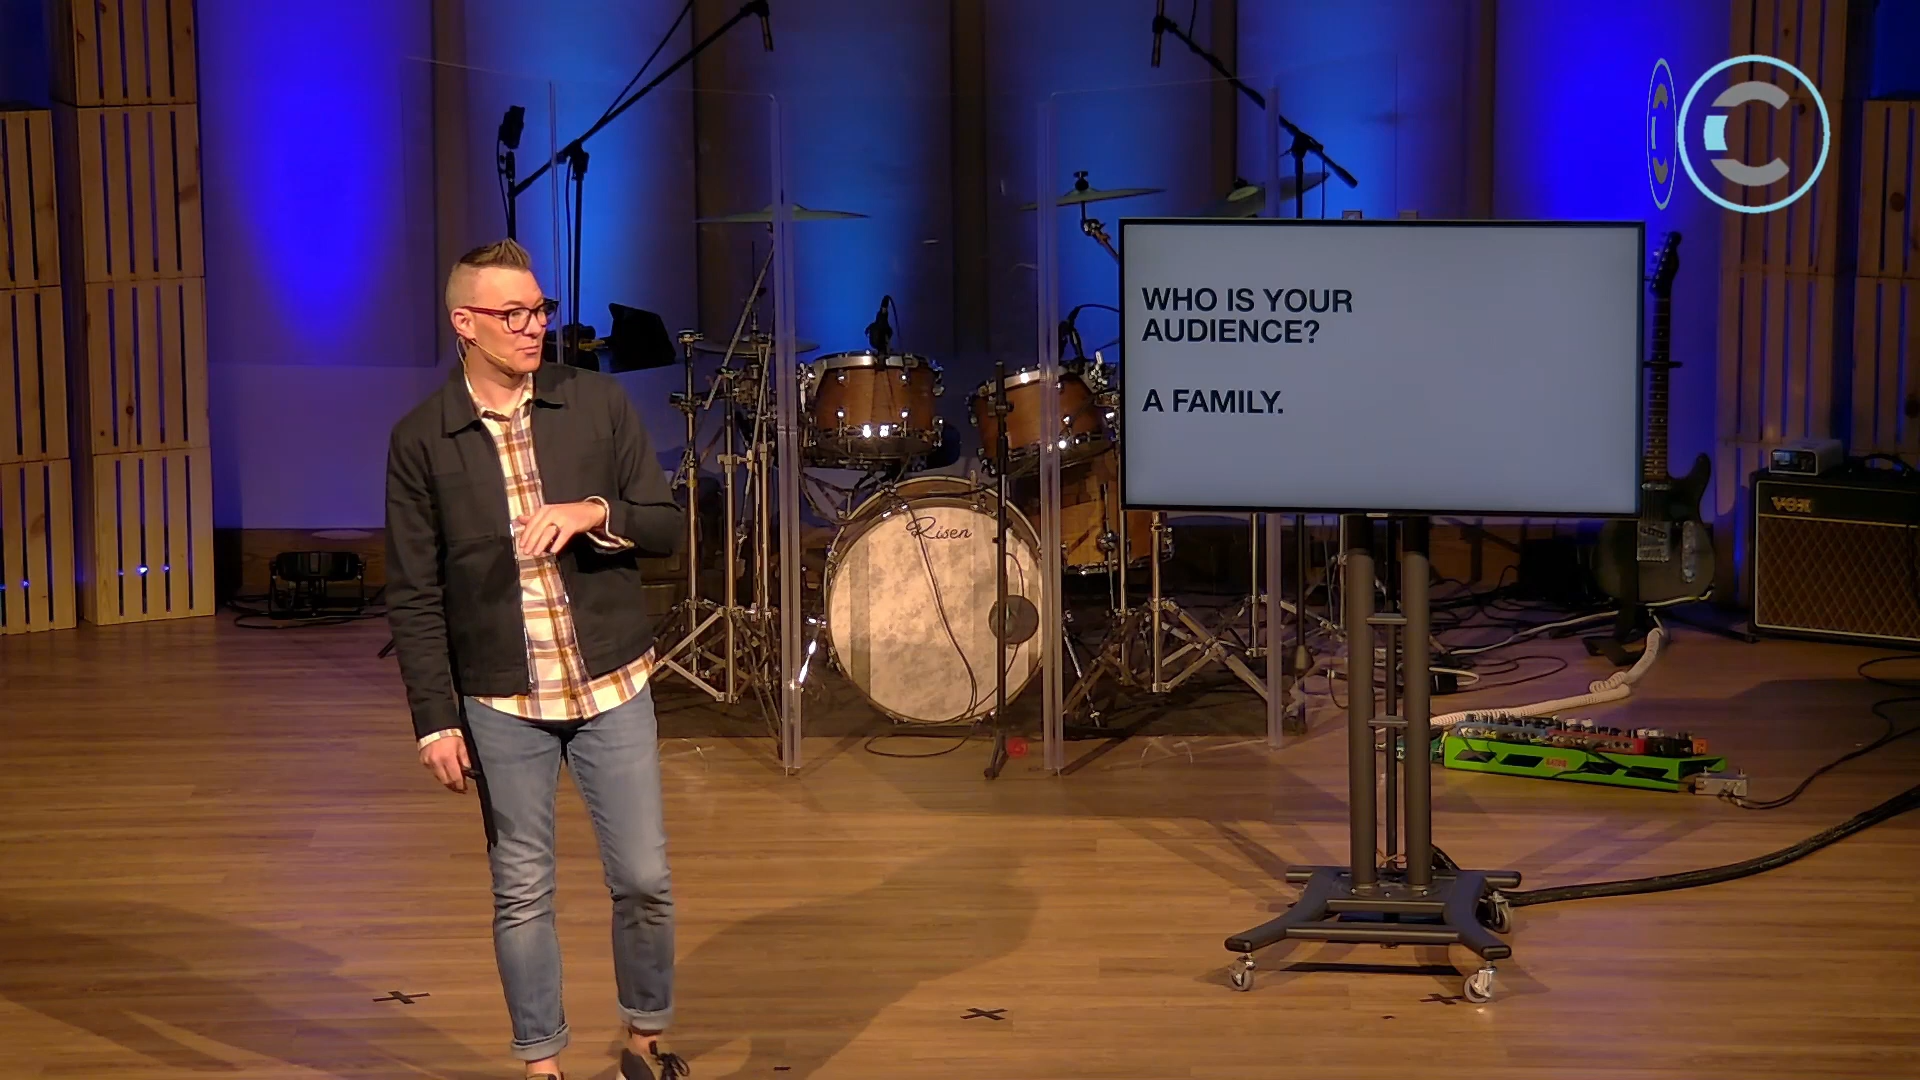 WHO IS YOUR
AUDIENCE?
A FAMILY.
Risen
VOX